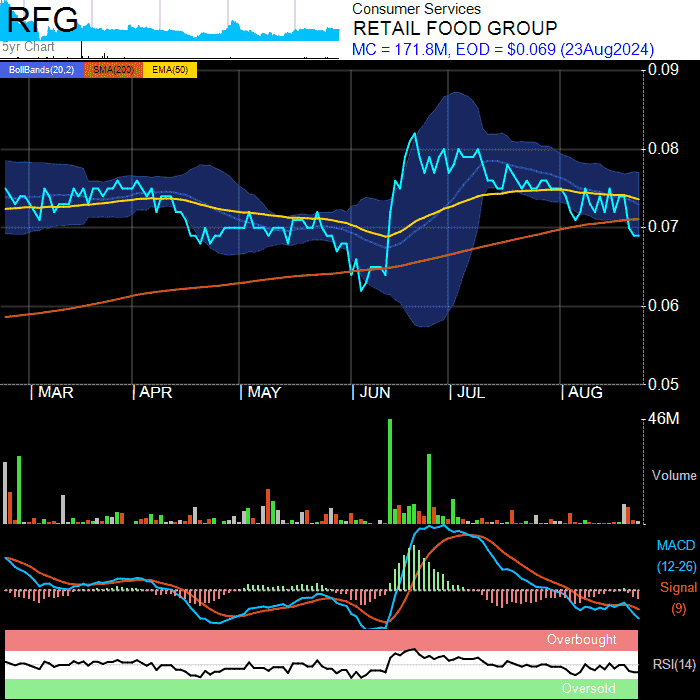 RFG
5yr Chart
Consumer Services
RETAIL FOOD GROUP
MC = 171.8M, EOD = $0.069 (23Aug2024)
BollBands(20,2) SMA(200) EMA(50)
0.09
0.08
0.07
0.06
0.05
| MAR | APR | MAY | JUN | JUL | AUG
46M
Volume
MACD
(12-26)
Signal
(9)
Overbought
RSI(14)
Oversold